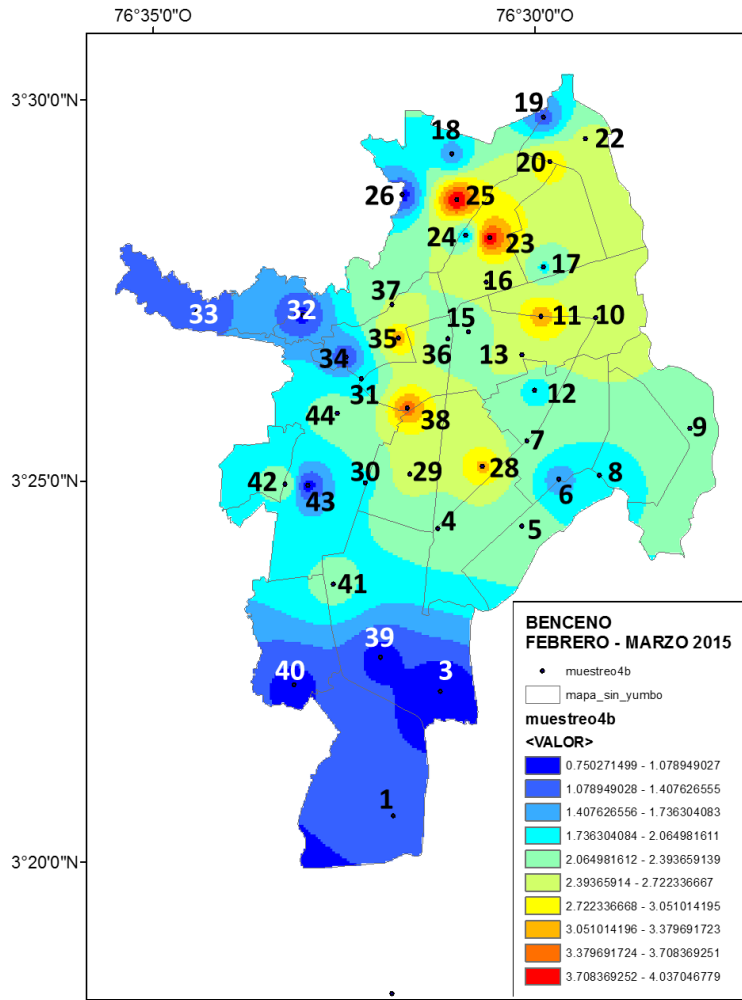 76°35'0"O
76°30'0"O
3°30'0"N
19
18
22
20
26
25
24
23
17
16
37
33
32
15
11
10
35
36
13
34
31
12
44
38
9
7
42
30
29
28
8
3°25'0"N
43
6
4
5
41
39
40
3
1
3°20'0"N
BENCENO
FEBRERO - MARZO 2015
muestreo4b
mapa_sin_yumbo
muestreo4b
<VALOR>
0.750271499 - 1.078949027
1.078949028 - 1.407626555
1.407626556 - 1.736304083
1.736304084 - 2.064981611
2.064981612 - 2.393659139
2.39365914 - 2.722336667
2.722336668 - 3.051014195
3.051014196 - 3.379691723
3.379691724 - 3.708369251
3.708369252 - 4.037046779